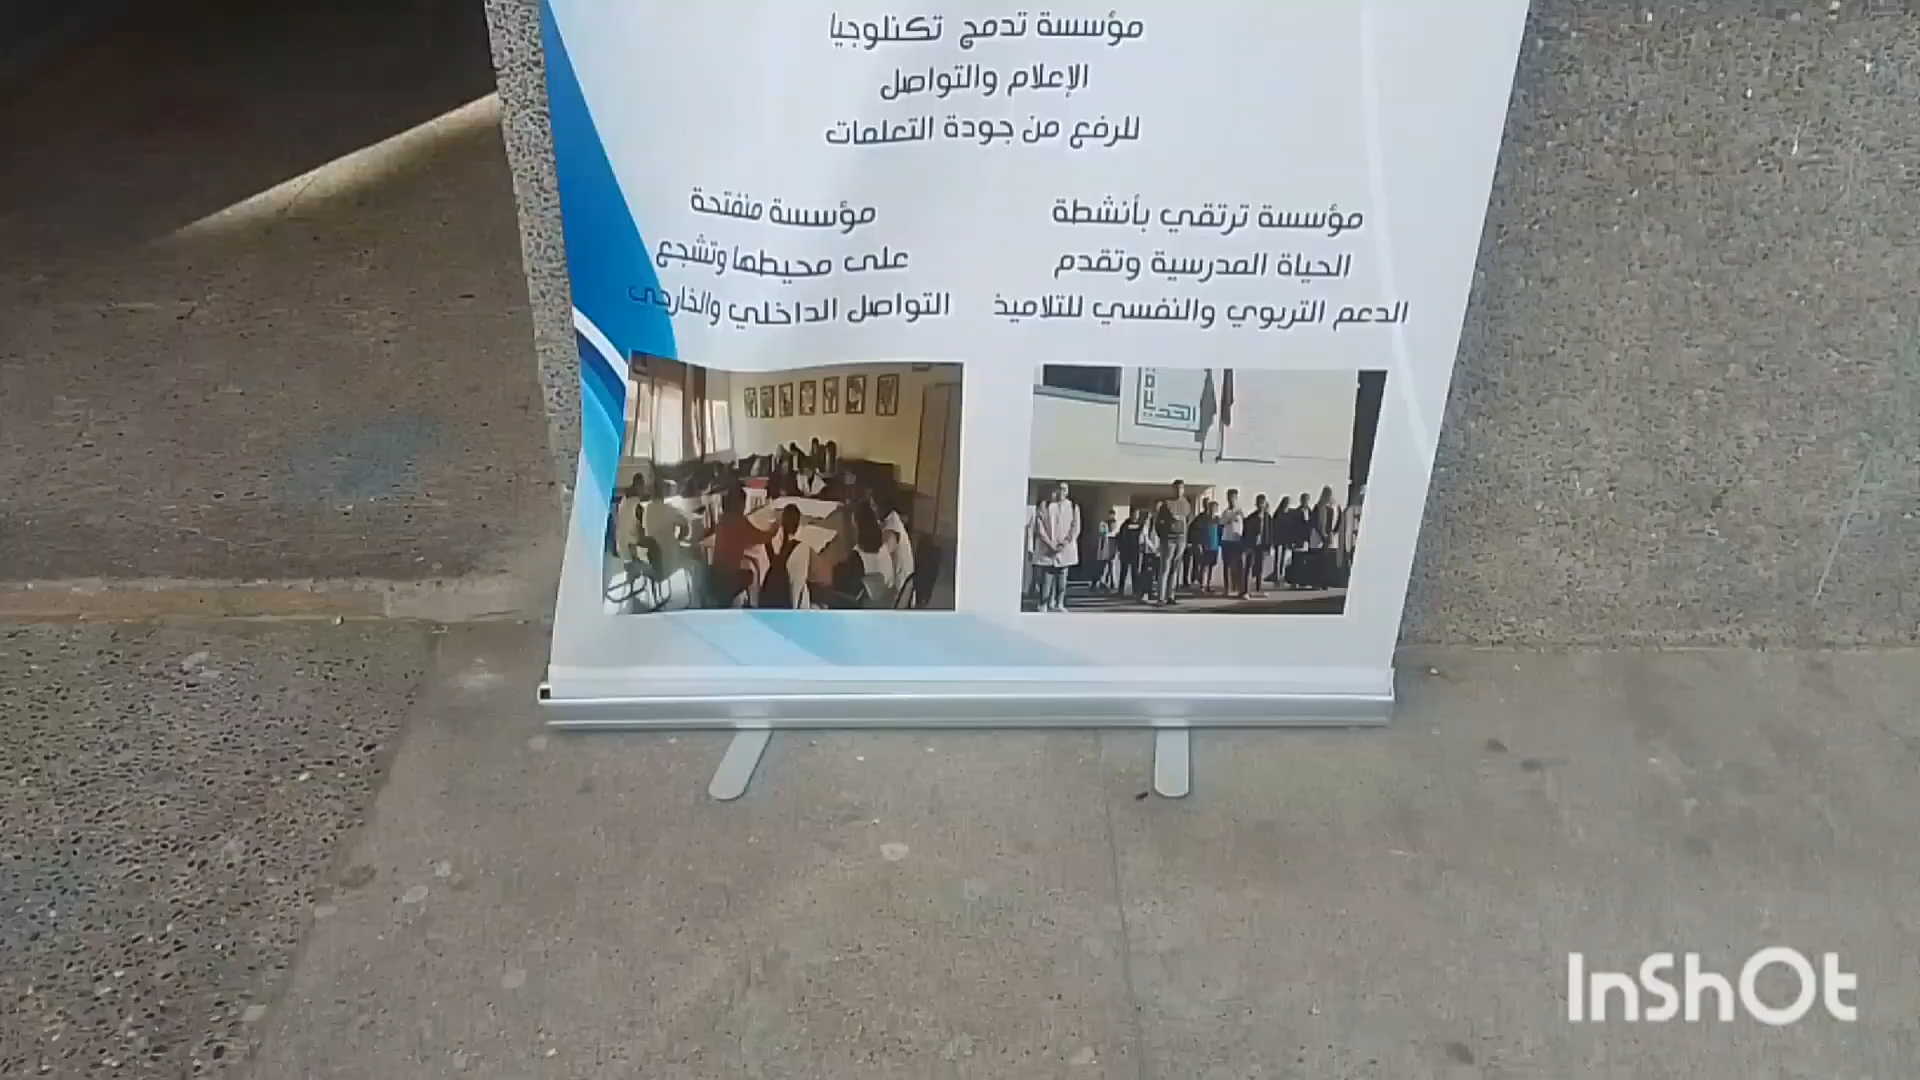 مؤسسة تدمج تكنلوجيا
الإعلام والتواصل
للرفع من جودة التعلمات
مؤسسة ترتقي بأنشطة
الحياة المدرسية وتقدم
الدعم التربوي والنفسي للتلاميذ
مؤسسة منفتحة
على محيطها وتشجع
التواصل الداخلي والخارجي
InShOt